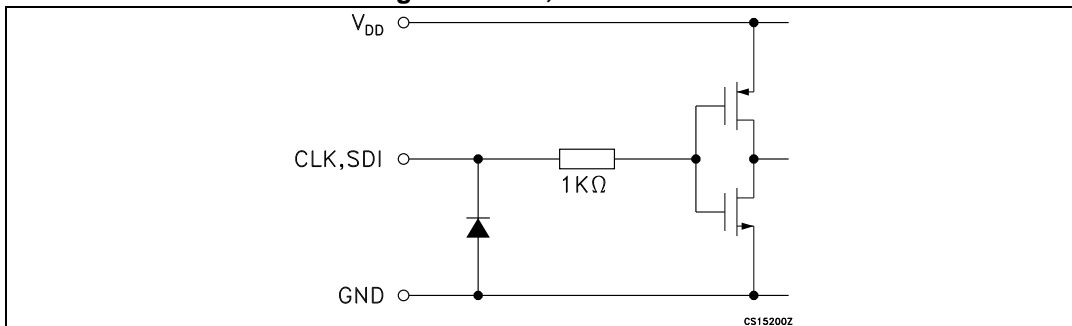 V_DD
CLK,SDI
1KΩ
GND
CS15200Z